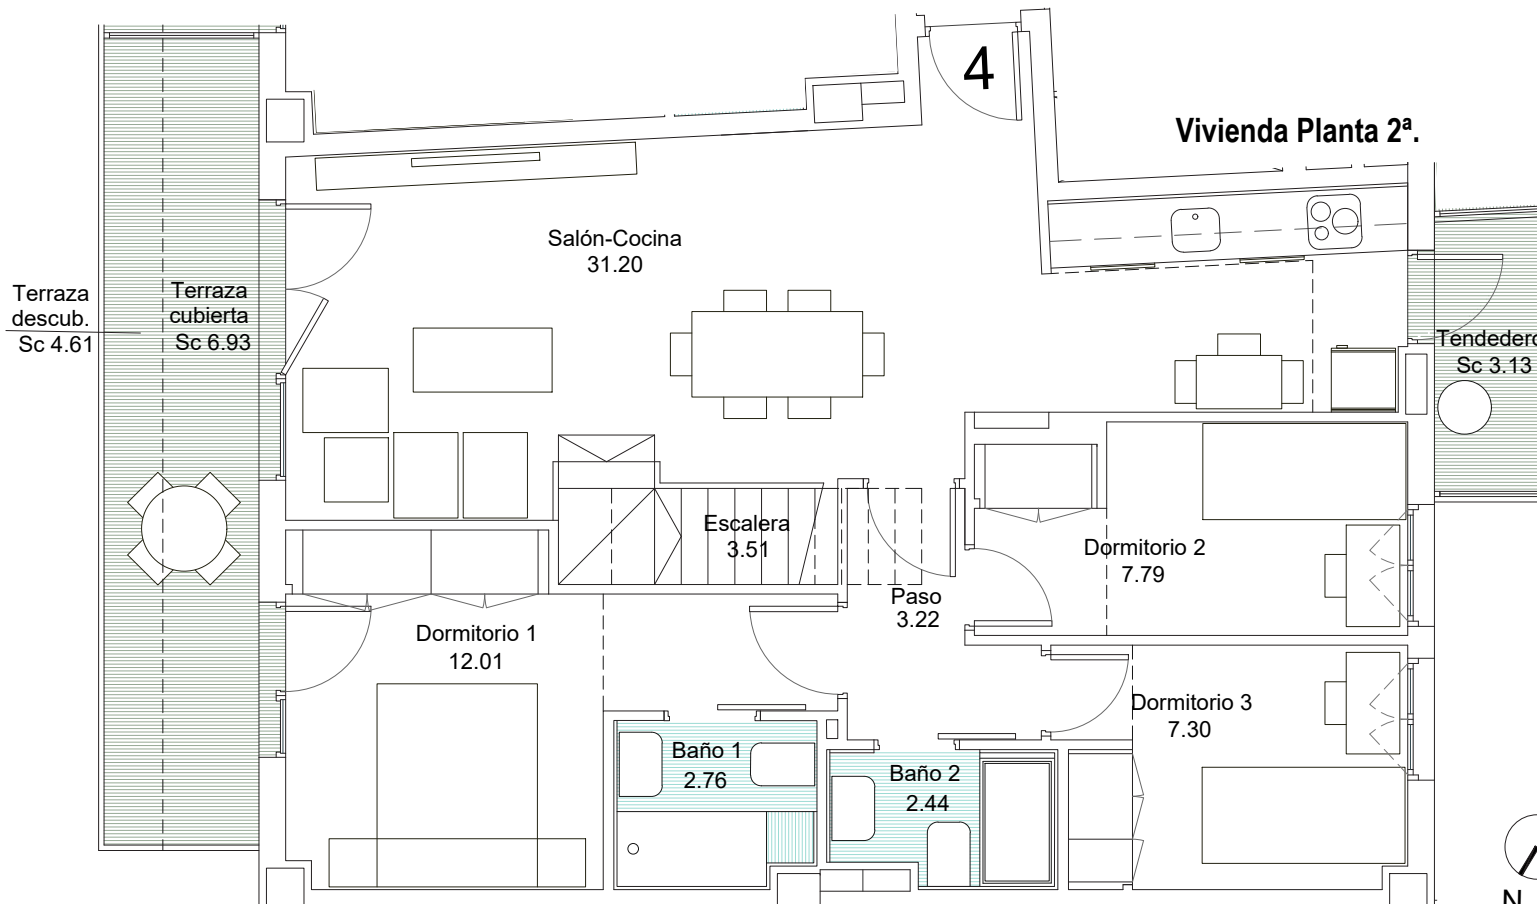 4
Vivienda Planta 2ª.
Salón-Cocina
31.20
Terraza
descub.
Sc 4.61
Terraza
cubierta
Sc 6.93
Tendedero
Sc 3.13
Escalera
3.51
Dormitorio 2
7.79
Paso
3.22
Dormitorio 1
12.01
Dormitorio 3
7.30
Baño 1
2.76
Baño 2
2.44
N